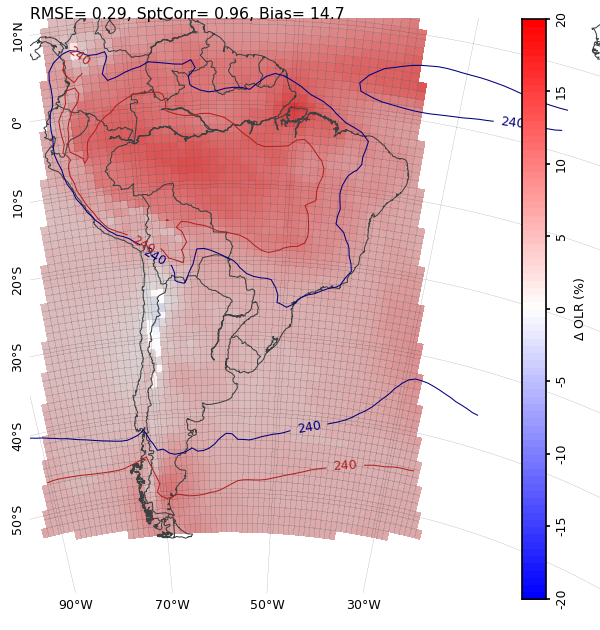 RMSE= 0.29, SptCorr= 0.96, Bias= 14.7
10°N
0°
10°S
20°S
30°S
40°S
50°S
90°W
70°W
50°W
30°W
240
240
240
240
240
240
20
15
10
5
0
-5
-10
-15
-20
Δ OLR (%)